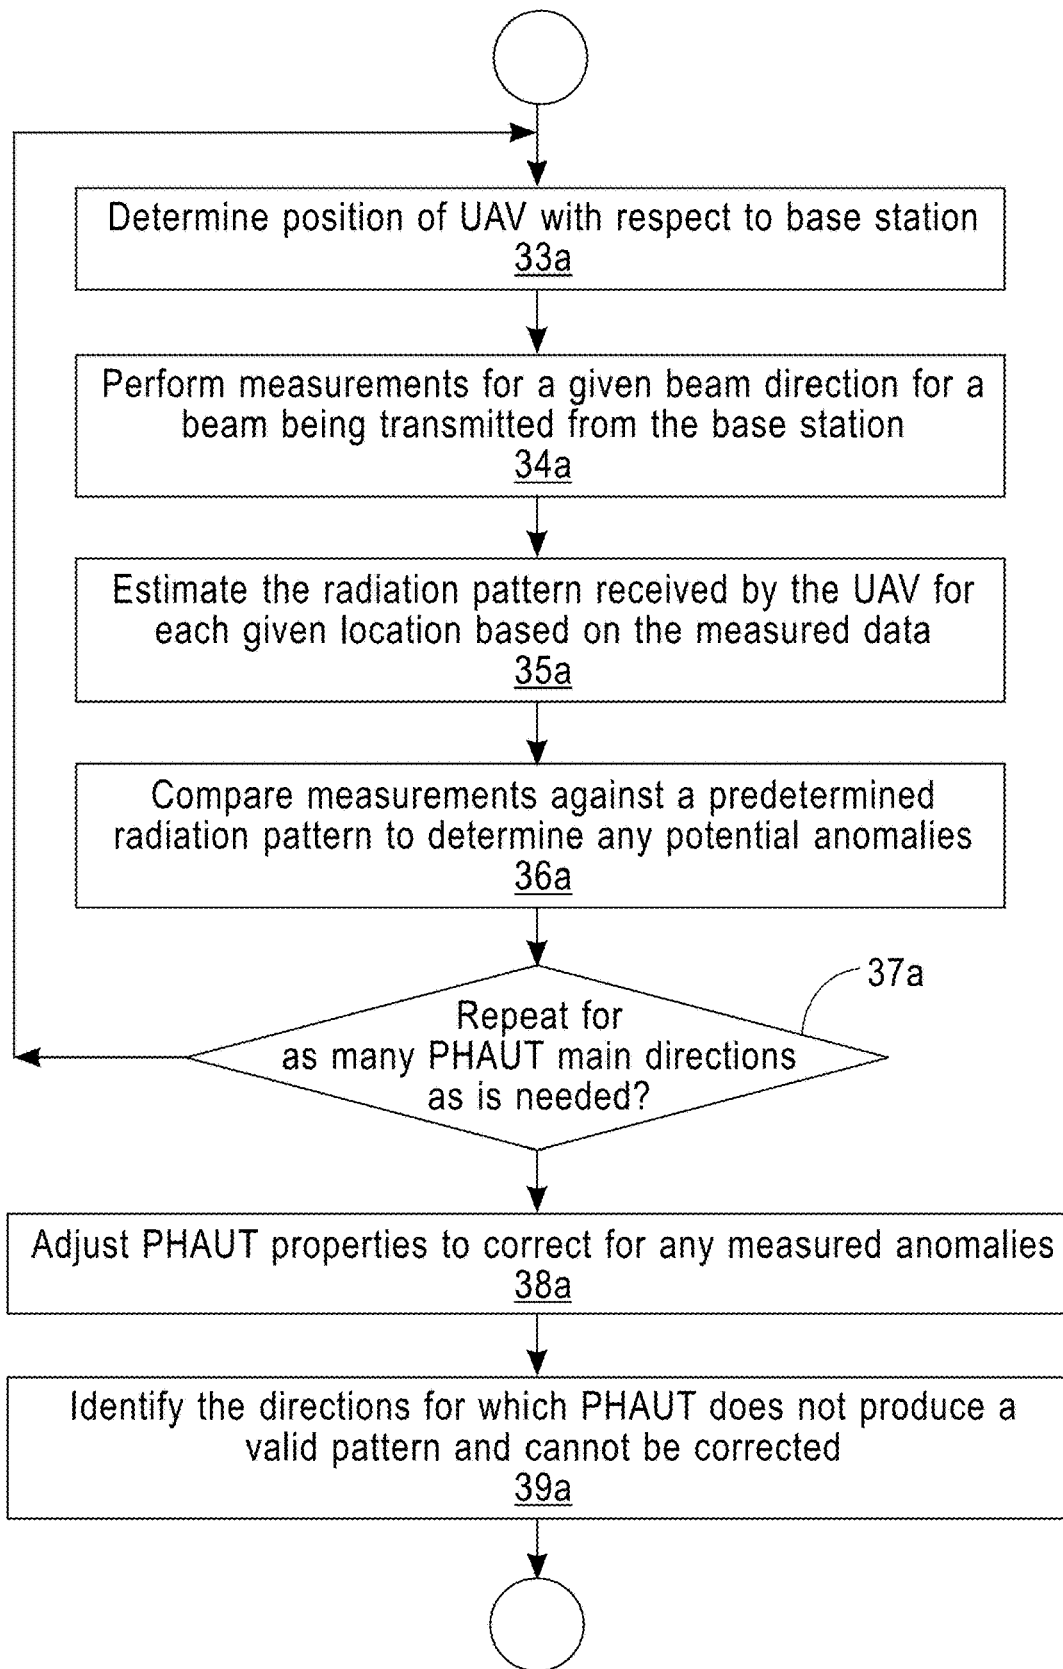 Determine position of UAV with respect to base station
33a
Perform measurements for a given beam direction for a
beam being transmitted from the base station
34a
Estimate the radiation pattern received by the UAV for
each given location based on the measured data
35a
Compare measurements against a predetermined
radiation pattern to determine any potential anomalies
36a
37a
Repeat for
as many PHAUT main directions
as is needed?
Adjust PHAUT properties to correct for any measured anomalies
38a
Identify the directions for which PHAUT does not produce a
valid pattern and cannot be corrected
39a